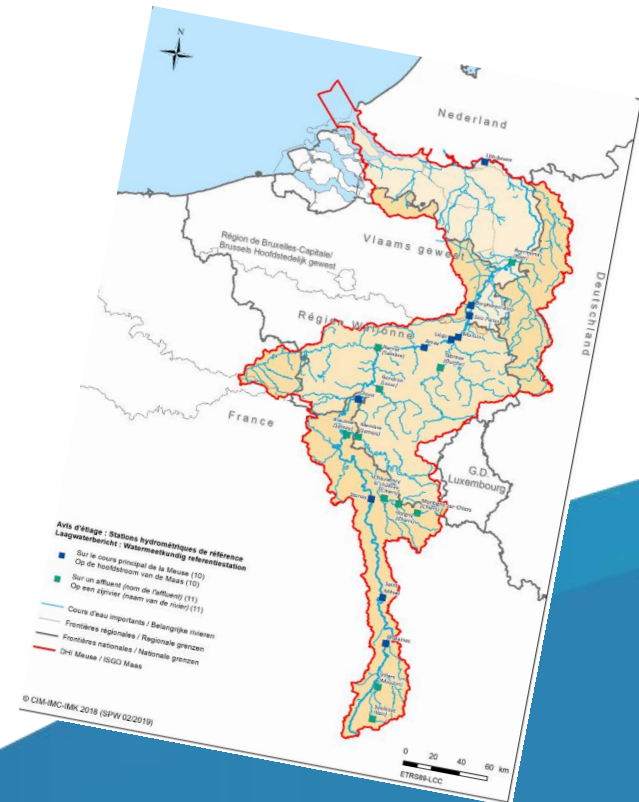 N
Nederland
Vlaams gewest
Région de Bruxelles-Capitale/
Brussels Hoofdstedelijk gewest
Deutschland
Région Wallonne
France
G.D.
Luxembourg
Avis d'étiage : Stations hydrométriques de référence
Laagwaterbericht : Watermeetkundig referentiestation
Sur le cours principal de la Meuse (10)
Op de hoofdstroom van de Maas (10)
Sur un affluent (nom de l'affluent) (11)
Op een zijrivier (naam van de rivier) (11)
Cours d'eau importants / Belangrijke rivieren
Frontières régionales / Regionale grenzen
Frontières nationales / Nationale grenzen
DHI Meuse / ISGD Maas
© CIM-IMC-IMK 2018 (SPW 02/2019)
0 20 40 60 km
ETRS89-LCC